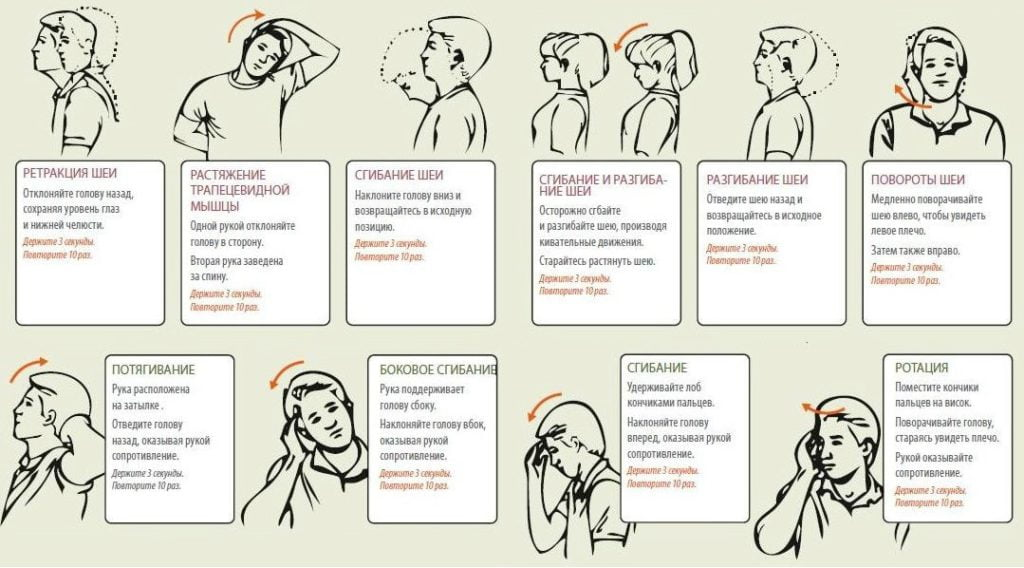 РЕТРАКЦИЯ ШЕИ
Отклоняйте голову назад,
сохраняя уровень глаз
и нижней челюсти.
Держите 3 секунды.
Повторите 10 раз.
РАСТЯЖЕНИЕ
ТРАПЕЦЕВИДНОЙ
МЫШЦЫ
Одной рукой отклоняйте
голову в сторону.
Вторая рука заведена
за спину.
Держите 3 секунды.
Повторите 10 раз.
СГИБАНИЕ ШЕИ
Наклоните голову вниз и
возвращайтесь в исходную
позицию.
Держите 3 секунды.
Повторите 10 раз.
СГИБАНИЕ И РАЗГИБА-
НИЕ ШЕИ
Осторожно сгбайте
и разгибайте шею, производя
кивательные движения.
Старайтесь растянуть шею.
Держите 3 секунды.
Повторите 10 раз.
РАЗГИБАНИЕ ШЕИ
Отведите шею назад и
возвращайтесь в исходное
положение.
Держите 3 секунды.
Повторите 10 раз.
ПОВОРОТЫ ШЕИ
Медленно поворачивайте
шею влево, чтобы увидеть
левое плечо.
Затем также вправо.
Держите 3 секунды.
Повторите 10 раз.
ПОТЯГИВАНИЕ
Рука расположена
на затылке .
Отведите голову
назад, оказывая рукой
сопротивление.
Держите 3 секунды.
Повторите 10 раз.
БОКОВОЕ СГИБАНИЕ
Рука поддерживает
голову сбоку.
Наклоняйте голову вбок,
оказывая рукой
сопротивление.
Держите 3 секунды.
Повторите 10 раз.
СГИБАНИЕ
Удерживайте лоб
кончиками пальцев.
Наклоняйте голову
вперед, оказывая рукой
сопротивление.
Держите 3 секунды.
Повторите 10 раз.
РОТАЦИЯ
Поместите кончики
пальцев на висок.
Поворачивайте голову,
стараясь увидеть плечо.
Рукой оказывайте
сопротивление.
Держите 3 секунды.
Повторите 10 раз.